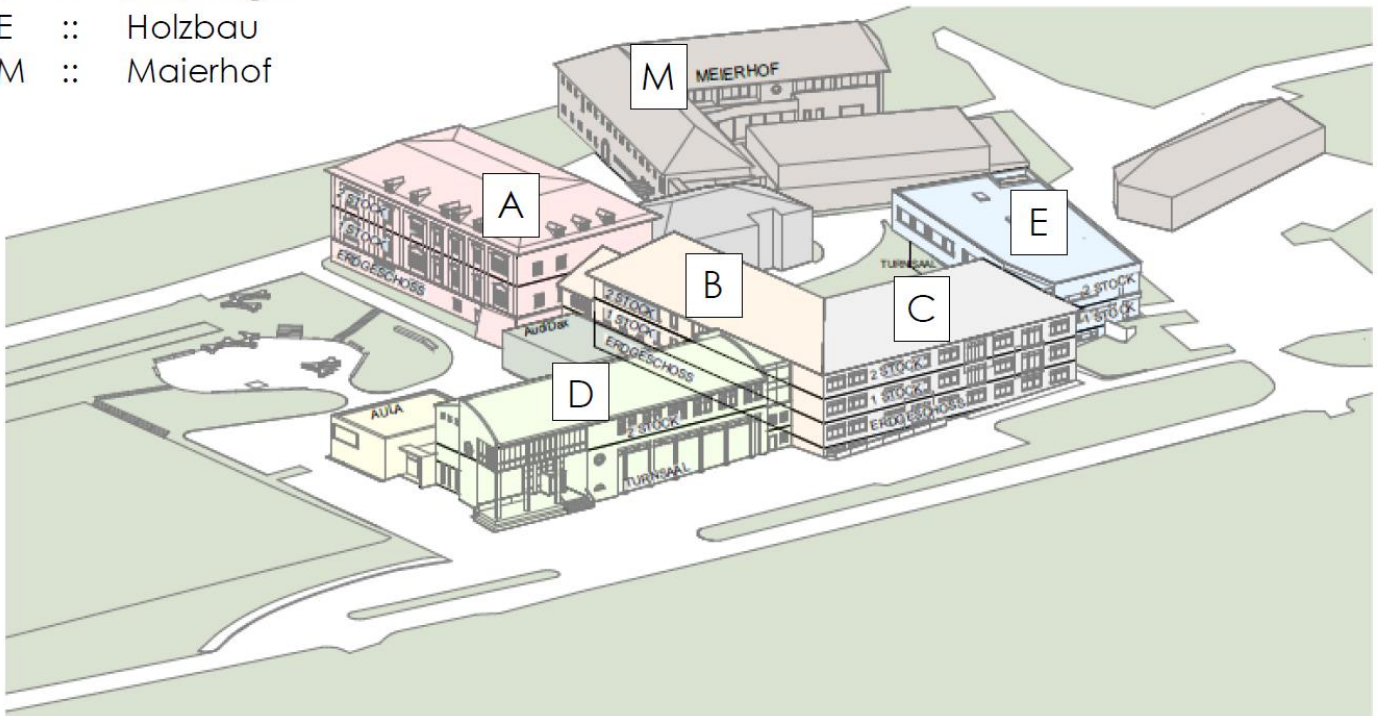 E :: Holzbau
M :: Maierhof
M
MEIERHOF
A
2 STOCK
1 STOCK
ERDGESCHOSS
E
TURNSAAL
2 STOCK
1 STOCK
B
2 STOCK
1 STOCK
ERDGESCHOSS
C
2 STOCK
1 STOCK
ERDGESCHOSS
AudiMax
D
2 STOCK
TURNSAAL
AULA